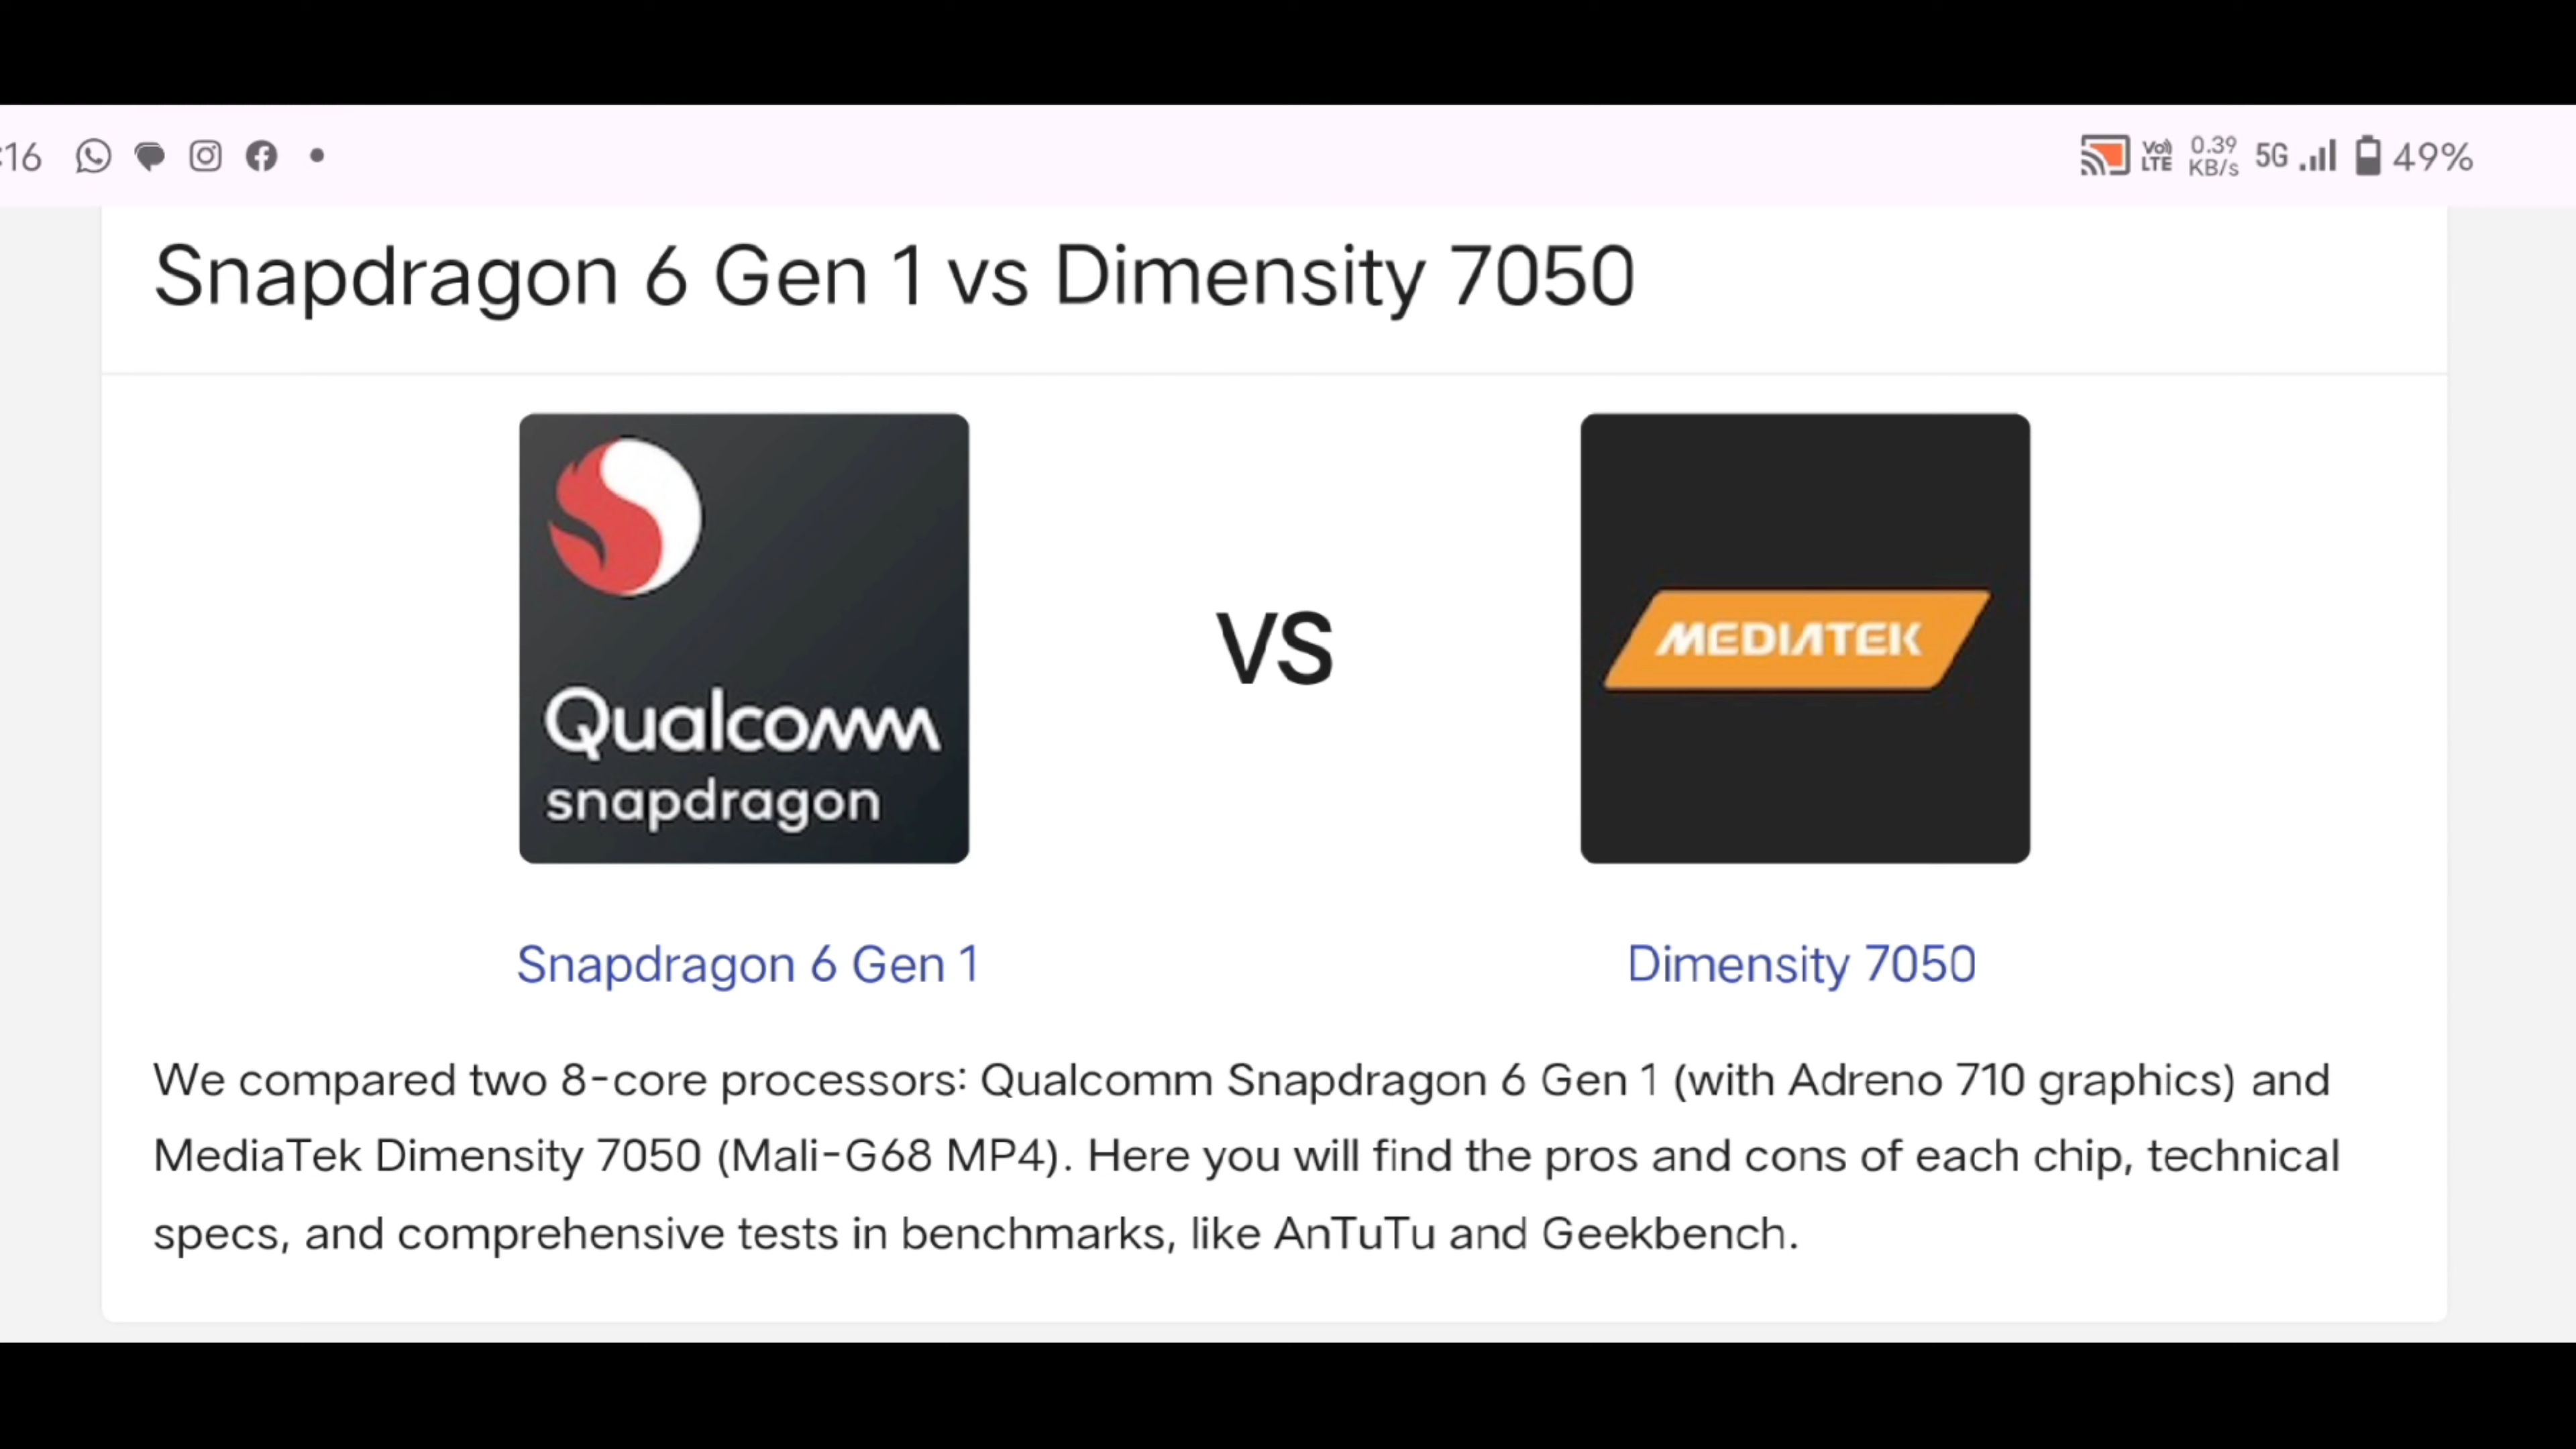 :16
Vo) LTE 0.39 KB/s 5G 49%
Snapdragon 6 Gen 1 vs Dimensity 7050
Qualcomm
snapdragon
VS
MEDIATEK
Snapdragon 6 Gen 1
Dimensity 7050
We compared two 8-core processors: Qualcomm Snapdragon 6 Gen 1 (with Adreno 710 graphics) and
MediaTek Dimensity 7050 (Mali-G68 MP4). Here you will find the pros and cons of each chip, technical
specs, and comprehensive tests in benchmarks, like AnTuTu and Geekbench.